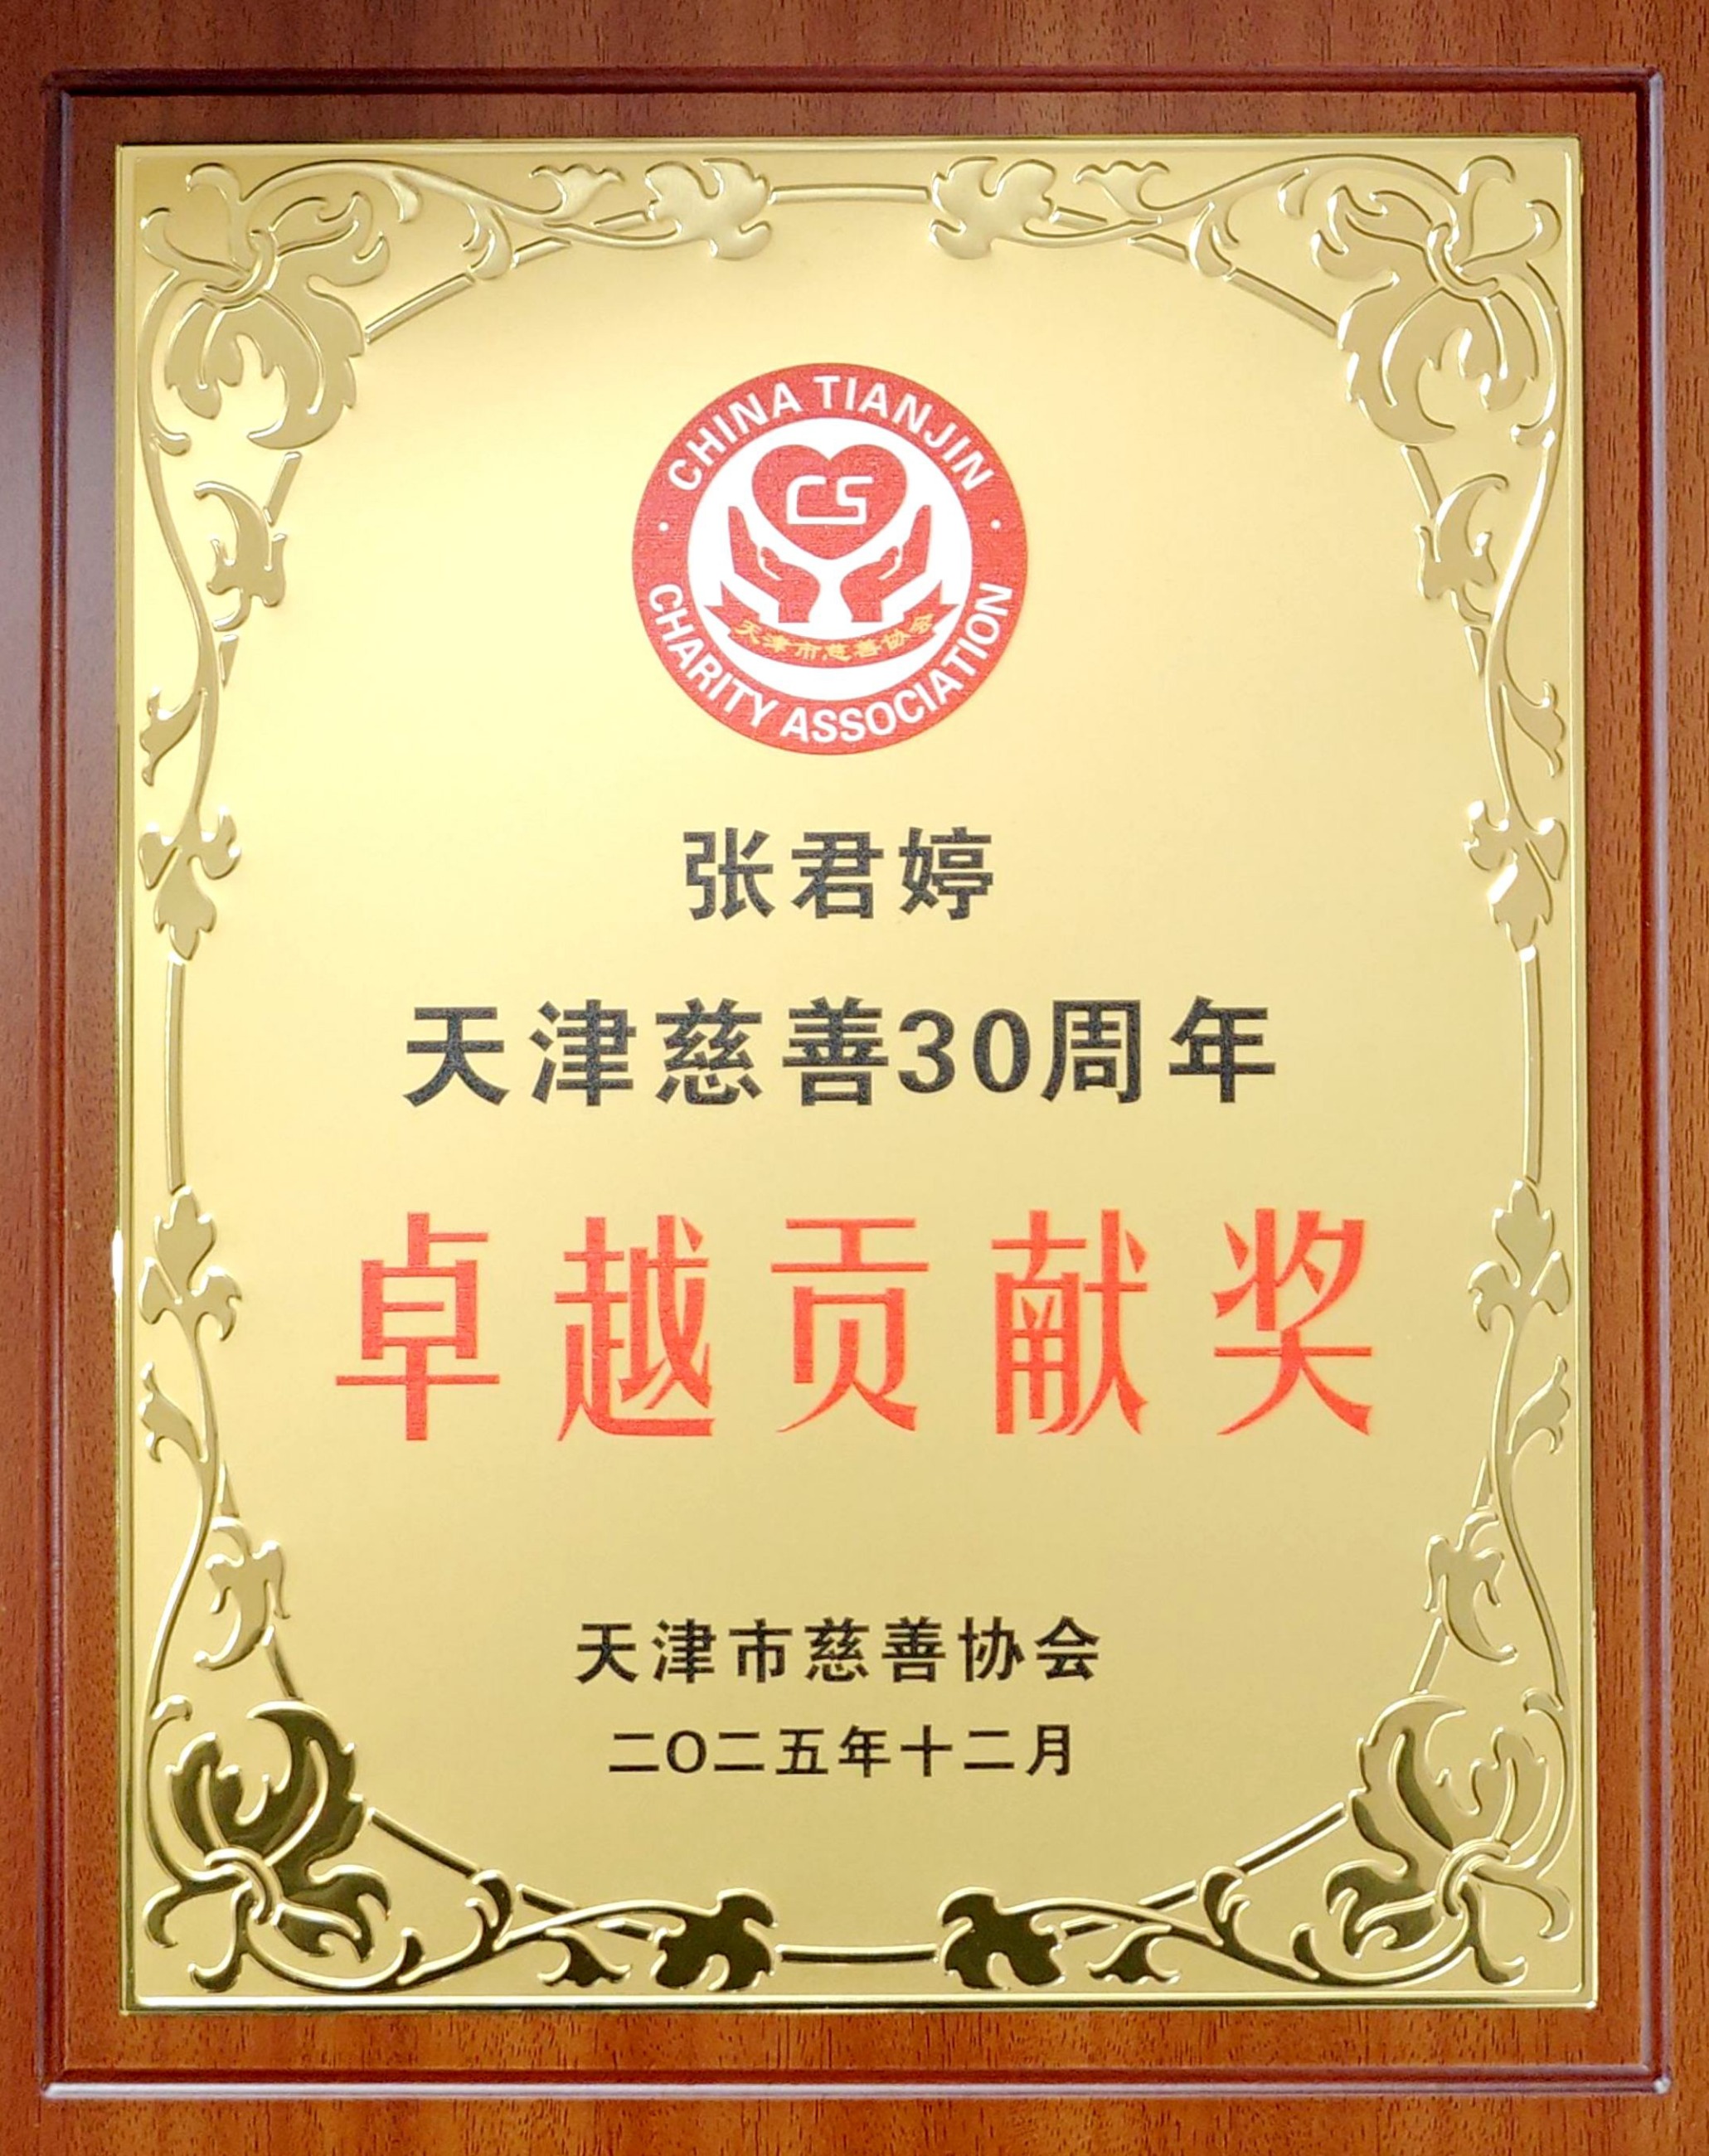 CHINA TIANJIN
CS
天津市慈善协会
CHARITY ASSOCIATION
张君婷
天津慈善30周年
卓越贡献奖
天津市慈善协会
二O二五年十二月